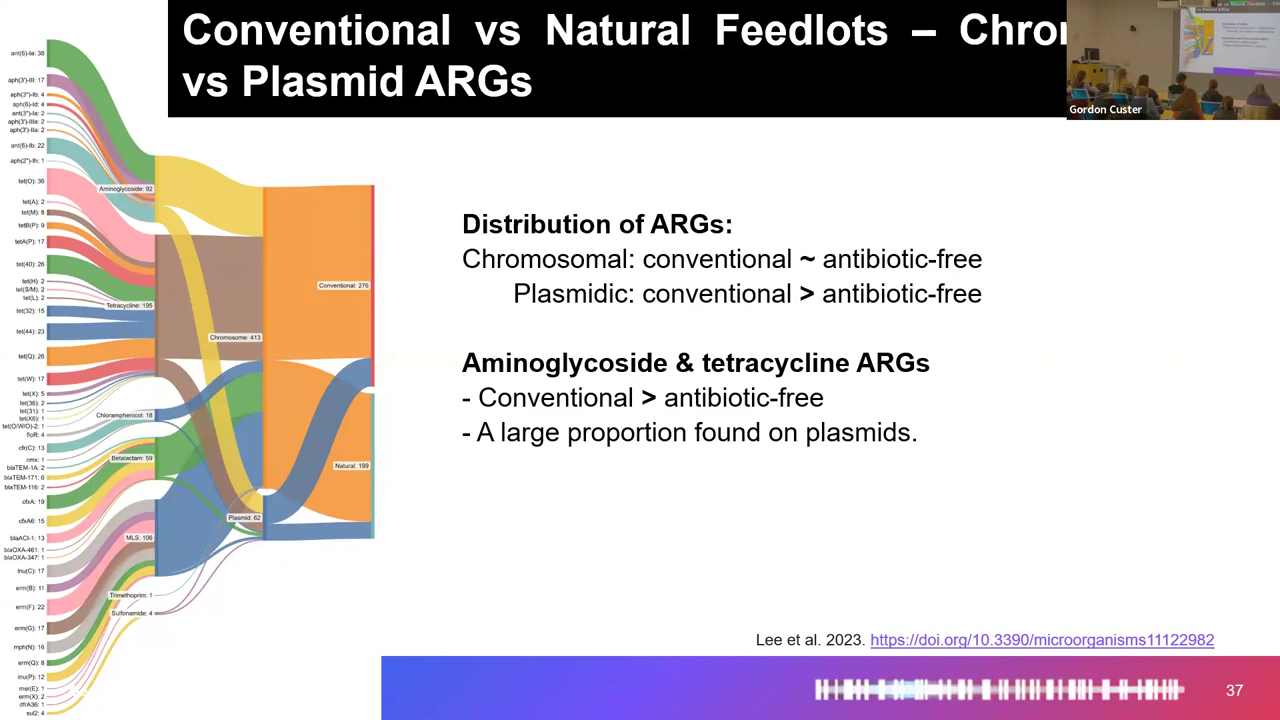 Conventional vs Natural Feedlots – Chro
vs Plasmid ARGs
Gordon Custer
ant(6)-Ia: 38
aph(3')-III: 17
aph(3'')-Ib: 4
aph(6)-Id: 4
ant(3'')-Ia: 2
aph(3')-IIIa: 2
aph(3')-IIa: 2
ant(6)-Ib: 22
aph(2'')-Ih: 1
tet(O): 36
tet(A): 2
tet(M): 8
tetB(P): 9
tetA(P): 17
tet(40): 26
tet(H): 2
tet(S/M): 2
tet(L): 2
tet(32): 15
tet(44): 23
tet(Q): 26
tet(W): 17
tet(X): 5
tet(36): 2
tet(31): 1
tet(X6): 1
tet(O/W/O)-2: 1
floR: 4
cfr(C): 13
cmx: 1
blaTEM-1A: 2
blaTEM-171: 6
blaTEM-116: 2
cfxA: 19
cfxA6: 15
blaACI-1: 13
blaOXA-461: 1
blaOXA-347: 1
lnu(C): 17
erm(B): 11
erm(F): 22
erm(G): 17
mph(N): 16
erm(Q): 8
lnu(P): 12
msr(E): 1
erm(X): 2
dfrA36: 1
sul2: 4
Aminoglycoside: 92
Tetracycline: 195
Chloramphenicol: 18
Betalactam: 59
MLS: 106
Trimethoprim: 1
Sulfonamide: 4
Chromosome: 413
Plasmid: 62
Conventional: 276
Natural: 199
Distribution of ARGs:
Chromosomal: conventional ~ antibiotic-free
Plasmidic: conventional > antibiotic-free
Aminoglycoside & tetracycline ARGs
- Conventional > antibiotic-free
- A large proportion found on plasmids.
Lee et al. 2023. https://doi.org/10.3390/microorganisms11122982
37